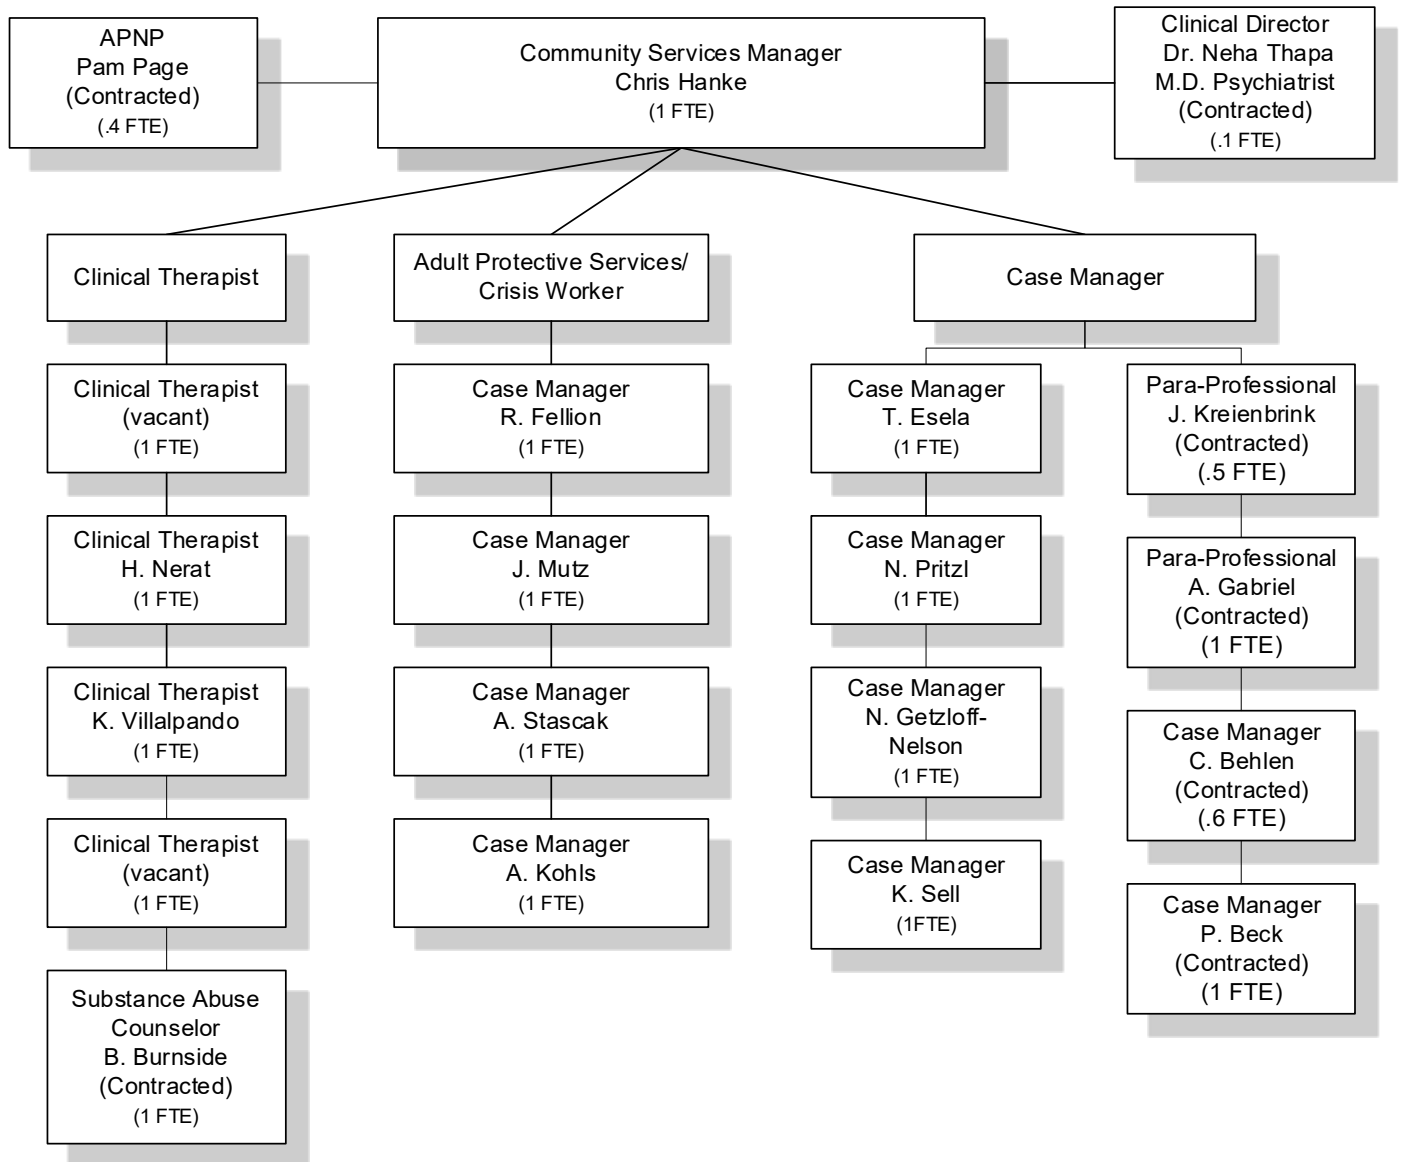 APNP
Pam Page
(Contracted)
(.4 FTE)
Community Services Manager
Chris Hanke
(1 FTE)
Clinical Director
Dr. Neha Thapa
M.D. Psychiatrist
(Contracted)
(.1 FTE)
Clinical Therapist
Clinical Therapist
(vacant)
(1 FTE)
Clinical Therapist
H. Nerat
(1 FTE)
Clinical Therapist
K. Villalpando
(1 FTE)
Clinical Therapist
(vacant)
(1 FTE)
Substance Abuse
Counselor
B. Burnside
(Contracted)
(1 FTE)
Adult Protective Services/
Crisis Worker
Case Manager
R. Fellion
(1 FTE)
Case Manager
J. Mutz
(1 FTE)
Case Manager
A. Stascak
(1 FTE)
Case Manager
A. Kohls
(1 FTE)
Case Manager
Case Manager
T. Esela
(1 FTE)
Case Manager
N. Pritzl
(1 FTE)
Case Manager
N. Getzloff-
Nelson
(1 FTE)
Case Manager
K. Sell
(1FTE)
Para-Professional
J. Kreienbrink
(Contracted)
(.5 FTE)
Para-Professional
A. Gabriel
(Contracted)
(1 FTE)
Case Manager
C. Behlen
(Contracted)
(.6 FTE)
Case Manager
P. Beck
(Contracted)
(1 FTE)